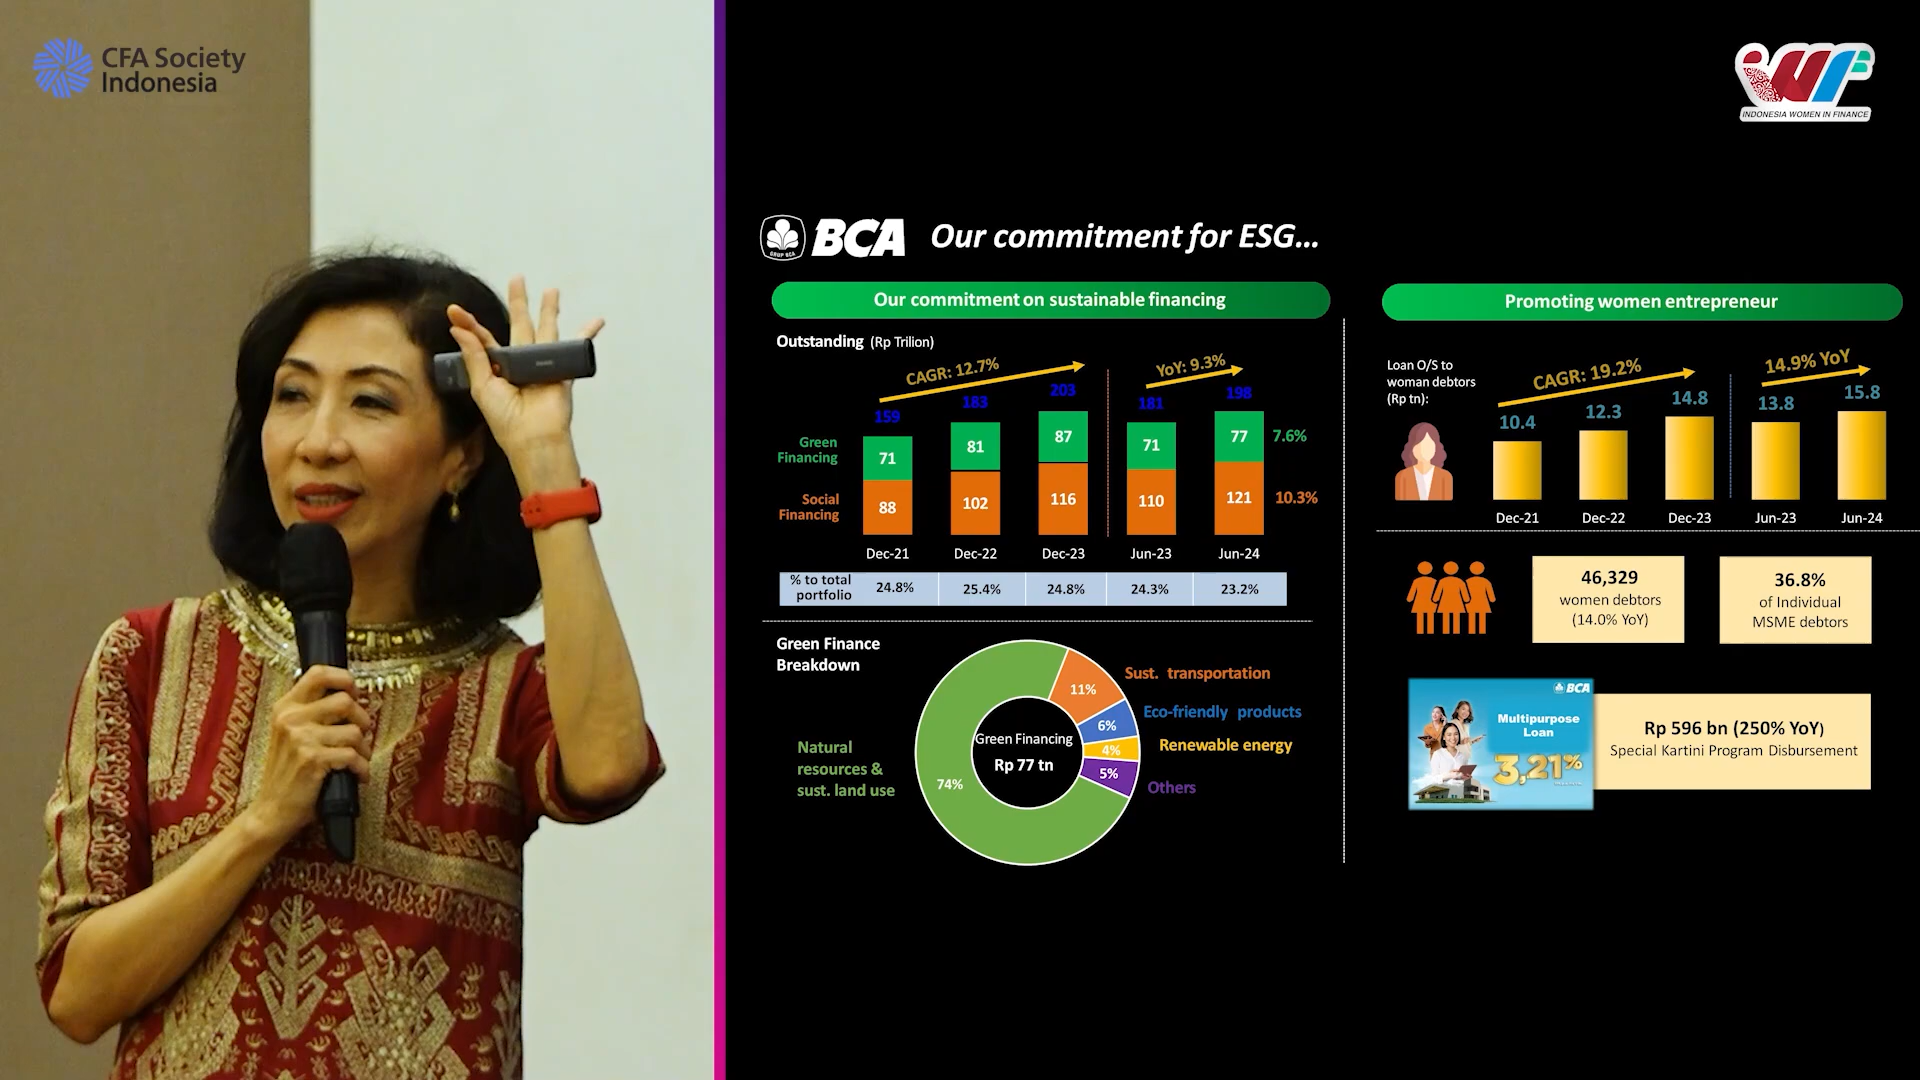 CFA Society
Indonesia
INDONESIA WOMEN IN FINANCE
BCA
GRUP BCA
Our commitment for ESG...
Our commitment on sustainable financing
Outstanding (Rp Trilion)
CAGR: 12.7%
YoY: 9.3%
159
183
203
181
198
Green
Financing
71
81
87
71
77
7.6%
Social
Financing
88
102
116
110
121
10.3%
Dec-21
Dec-22
Dec-23
Jun-23
Jun-24
% to total
portfolio
24.8%
25.4%
24.8%
24.3%
23.2%
Green Finance
Breakdown
Natural
resources &
sust. land use
74%
Green Financing
Rp 77 tn
11%
Sust. transportation
6%
Eco-friendly products
4%
Renewable energy
5%
Others
Promoting women entrepreneur
Loan O/S to
woman debtors
(Rp tn):
CAGR: 19.2%
14.9% YoY
10.4
12.3
14.8
13.8
15.8
Dec-21
Dec-22
Dec-23
Jun-23
Jun-24
46,329
women debtors
(14.0% YoY)
36.8%
of Individual
MSME debtors
BCA
Multipurpose
Loan
3,21%
Rp 596 bn (250% YoY)
Special Kartini Program Disbursement